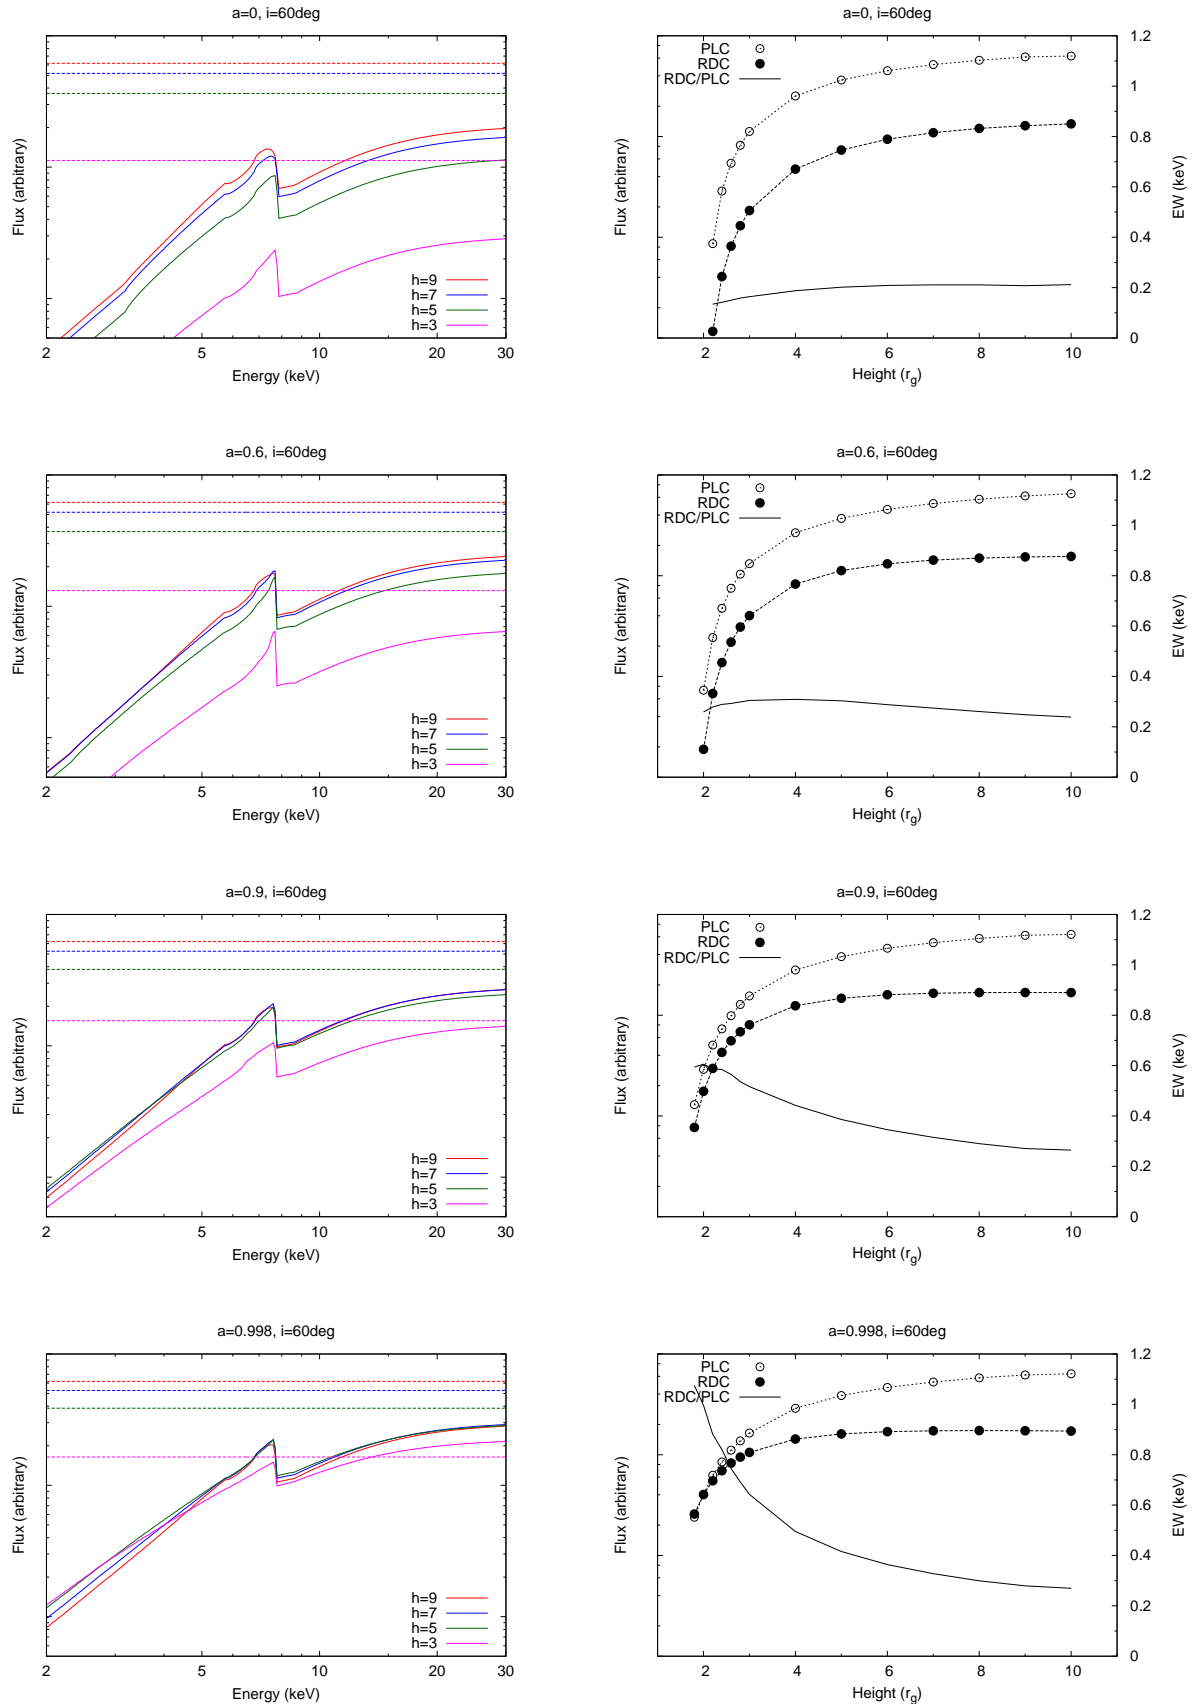 a=0, i=60deg
Flux (arbitrary)
h=9
h=7
h=5
h=3
2 5 10 20 30
Energy (keV)
a=0, i=60deg
PLC
RDC
RDC/PLC
Flux (arbitrary)
EW (keV)
0 0.2 0.4 0.6 0.8 1 1.2
2 4 6 8 10
Height (r_g)
a=0.6, i=60deg
Flux (arbitrary)
h=9
h=7
h=5
h=3
2 5 10 20 30
Energy (keV)
a=0.6, i=60deg
PLC
RDC
RDC/PLC
Flux (arbitrary)
EW (keV)
0 0.2 0.4 0.6 0.8 1 1.2
2 4 6 8 10
Height (r_g)
a=0.9, i=60deg
Flux (arbitrary)
h=9
h=7
h=5
h=3
2 5 10 20 30
Energy (keV)
a=0.9, i=60deg
PLC
RDC
RDC/PLC
Flux (arbitrary)
EW (keV)
0 0.2 0.4 0.6 0.8 1 1.2
2 4 6 8 10
Height (r_g)
a=0.998, i=60deg
Flux (arbitrary)
h=9
h=7
h=5
h=3
2 5 10 20 30
Energy (keV)
a=0.998, i=60deg
PLC
RDC
RDC/PLC
Flux (arbitrary)
EW (keV)
0 0.2 0.4 0.6 0.8 1 1.2
2 4 6 8 10
Height (r_g)